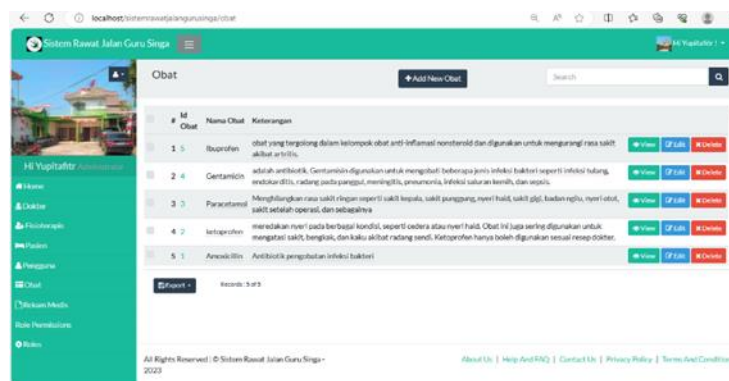 localhost/sistemrawatjalangurusinga/obat
Sistem Rawat Jalan Guru Singa
Hi Yupitafitr !
Obat
+Add New Obat
Search
# Id Obat Nama Obat Keterangan
1 5 Ibuprofen obat yang tergolong dalam kelompok obat anti-inflamasi nonsteroid dan digunakan untuk mengurangi rasa sakit
akibat artritis.
View Edit Delete
2 4 Gentamicin adalah antibiotik. Gentamisin digunakan untuk mengobati beberapa jenis infeksi bakteri seperti infeksi tulang,
endokarditis, radang pada panggul, meningitis, pneumonia, infeksi saluran kemih, dan sepsis.
View Edit Delete
3 3 Paracetamol Menghilangkan rasa sakit ringan seperti sakit kepala, sakit punggung, nyeri haid, sakit gigi, badan ngilu, nyeri otot,
sakit setelah operasi, dan sebagainya
View Edit Delete
4 2 ketoprofen meredakan nyeri pada berbagai kondisi, seperti cedera atau nyeri haid. Obat ini juga sering digunakan untuk
mengatasi sakit, bengkak, dan kaku akibat radang sendi. Ketoprofen hanya boleh digunakan sesuai resep dokter.
View Edit Delete
5 1 Amoxicillin Antibiotik pengobatan infeksi bakteri
View Edit Delete
Export
Records : 5 of 5
Hi Yupitafitr Administrator
Home
Dokter
Fisioterapis
Pasien
Pengguna
Obat
Rekam Medis
Role Permissions
Roles
All Rights Reserved | © Sistem Rawat Jalan Guru Singa -
2023
About Us | Help And FAQ | Contact Us | Privacy Policy | Terms And Condition